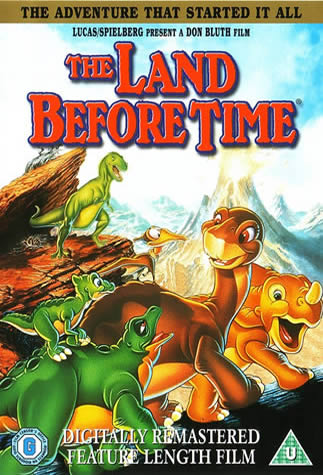 THE ADVENTURE THAT STARTED IT ALL
LUCAS/SPIELBERG PRESENT A DON BLUTH FILM
THE LAND
BEFORE TIME®
DIGITALLY REMASTERED
FEATURE LENGTH FILM
G
U